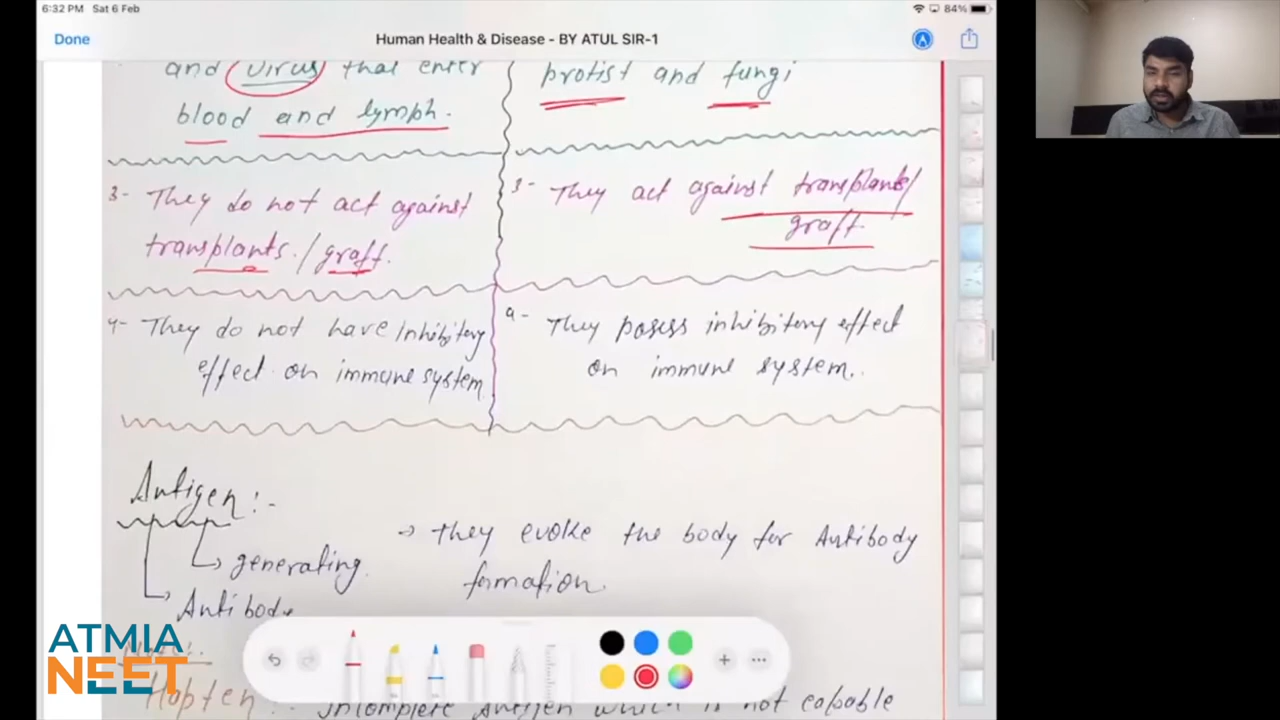 6:32 PM Sat 6 Feb
84%
Done
Human Health & Disease - BY ATUL SIR-1
and virus that enter
blood and lymph.
protist and fungi
3- They do not act against
transplants./graft.
3- They act against transplants/
graft.
4- They do not have inhibitory
effect on immune system
4- They posess inhibitory effect
on immune system.
Antigen:-
generating
Antibody
→ They evoke the body for Antibody
formation.
ATMIA
NEET
Hapten :- Incomplete Antigen which is not capable